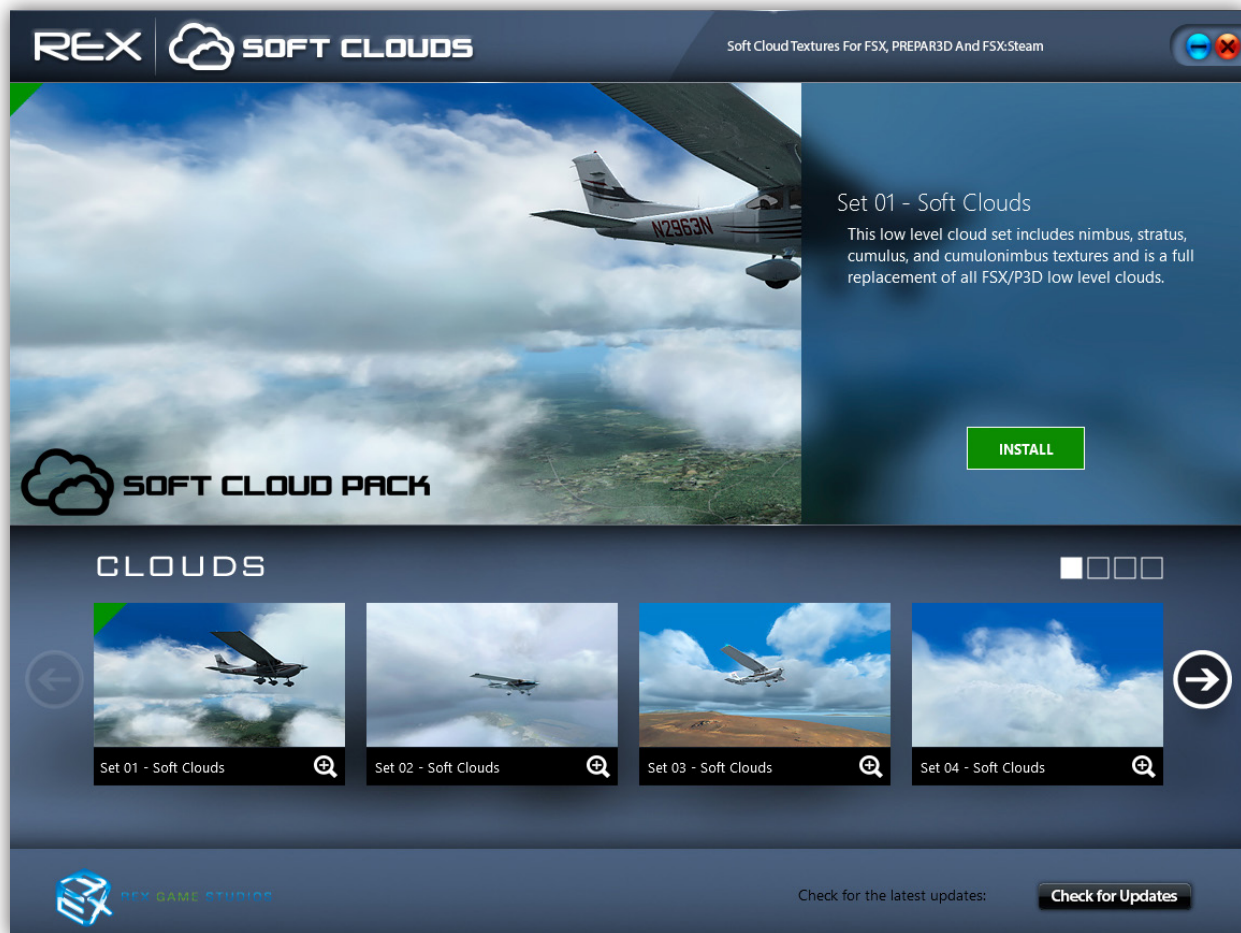 REX SOFT CLOUDS
Soft Cloud Textures For FSX, PREPAR3D And FSX:Steam
N2963N
Set 01 - Soft Clouds
This low level cloud set includes nimbus, stratus,
cumulus, and cumulonimbus textures and is a full
replacement of all FSX/P3D low level clouds.
INSTALL
SOFT CLOUD PACK
CLOUDS
Set 01 - Soft Clouds
Set 02 - Soft Clouds
Set 03 - Soft Clouds
Set 04 - Soft Clouds
REX GAME STUDIOS
Check for the latest updates:
Check for Updates